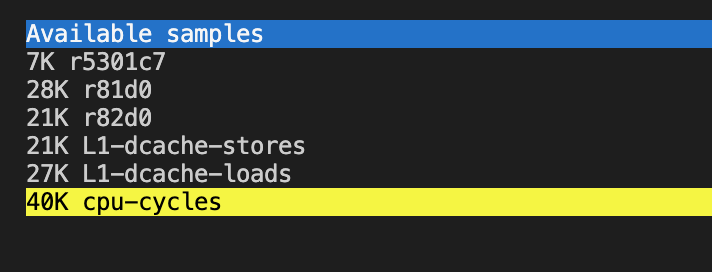 Available samples
7K r5301c7
28K r81d0
21K r82d0
21K L1-dcache-stores
27K L1-dcache-loads
40K cpu-cycles